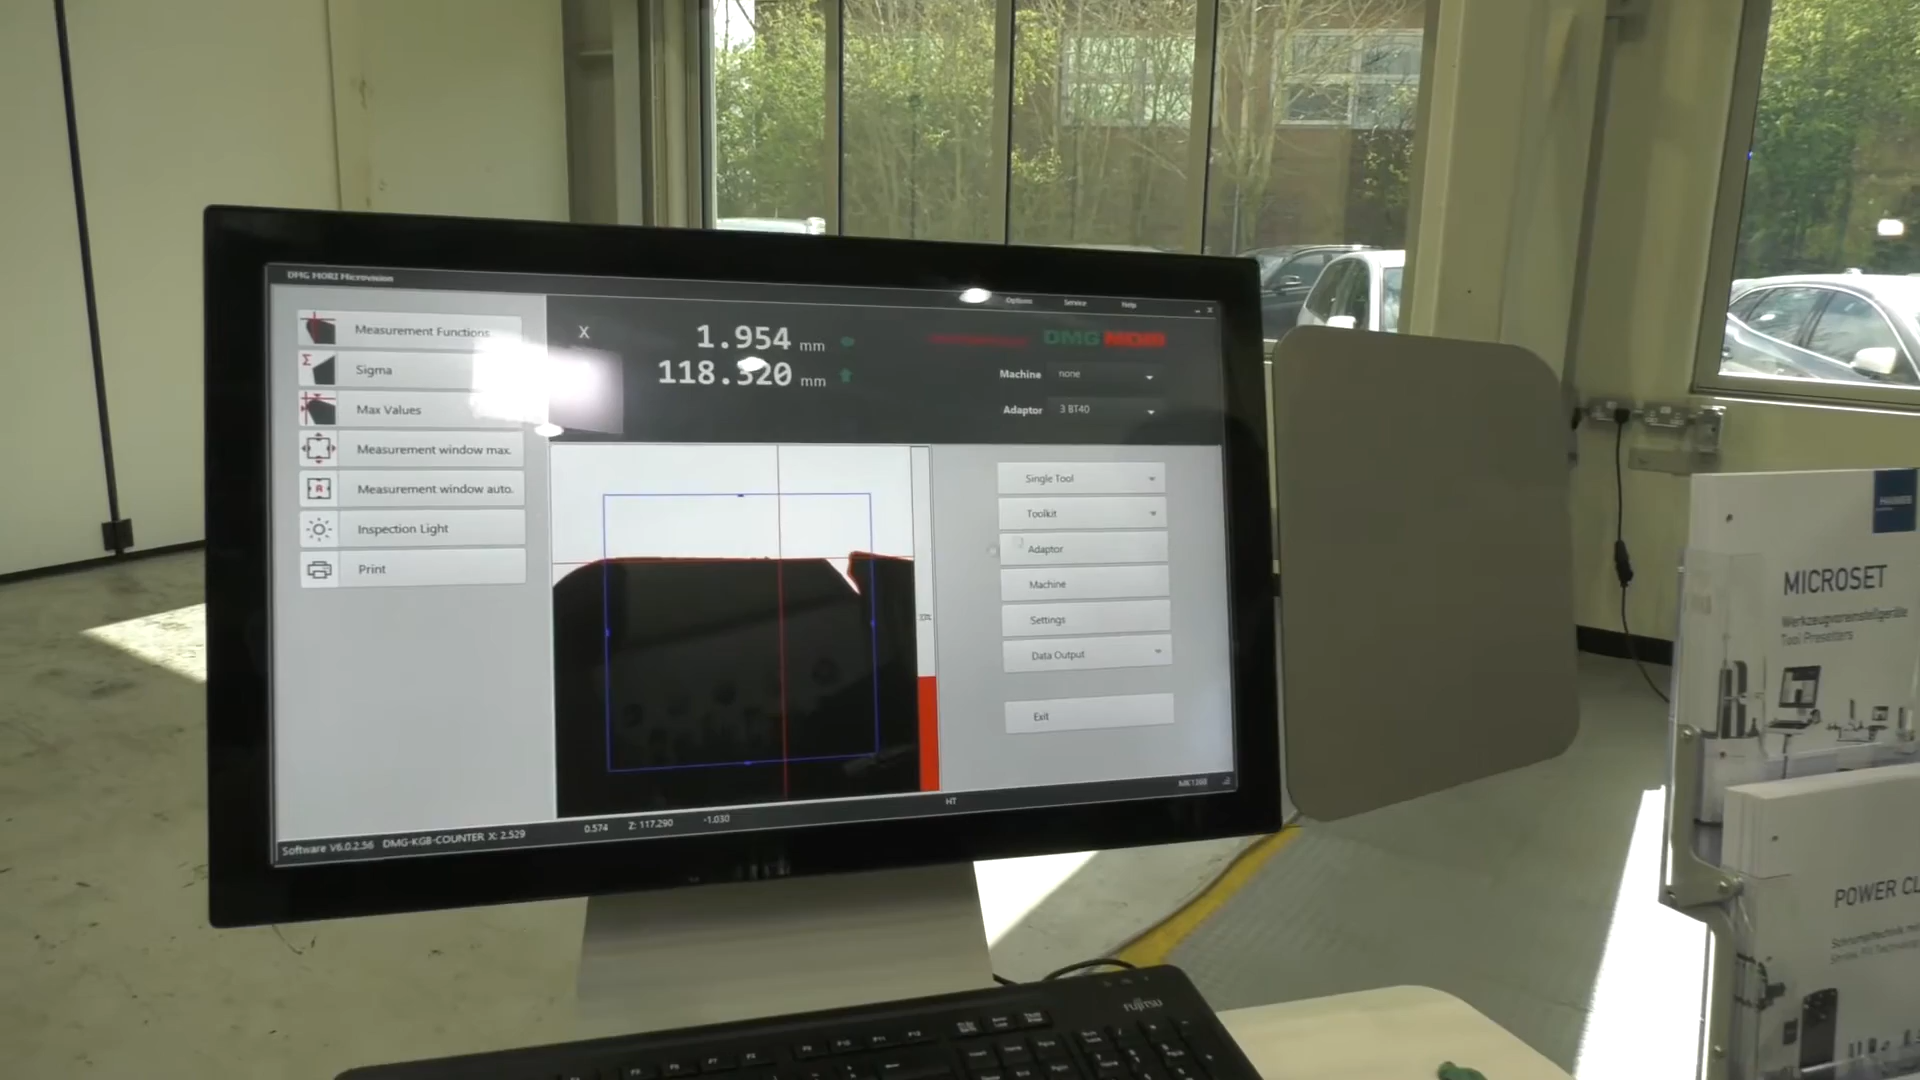 DMG MORI Microvision
Options Service Help
Measurement Functions
Sigma
Max Values
Measurement window max.
Measurement window auto.
Inspection Light
Print
X 1.954 mm
118.320 mm
DMG MORI
Machine none
Adaptor 3 BT40
Single Tool
Toolkit
Adaptor
Machine
Settings
Data Output
Exit
33%
HT
Software V6.0.2.56 DMG-KGB-COUNTER X: 2.529 0.574 Z: 117.290 -1.030
FUJITSU
HAIMER
MICROSET
Werkzeugvoreinstellgeräte
Tool Presetters
POWER CL